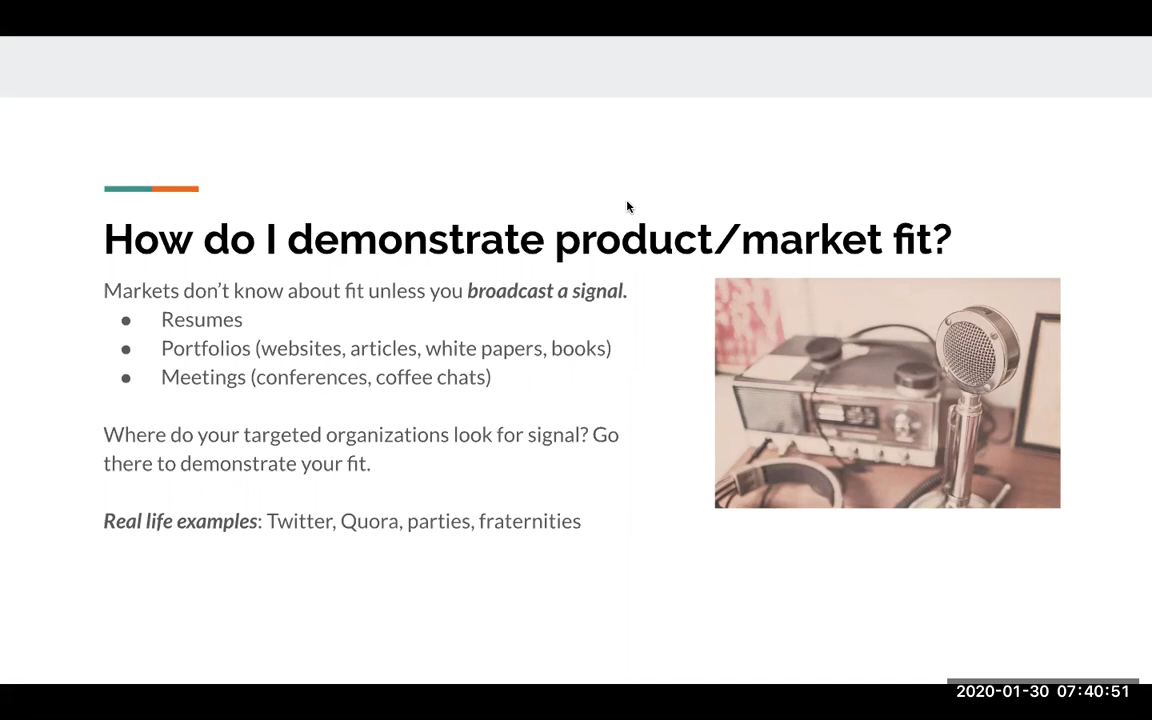 How do I demonstrate product/market fit?
Markets don’t know about fit unless you broadcast a signal.
● Resumes
● Portfolios (websites, articles, white papers, books)
● Meetings (conferences, coffee chats)
Where do your targeted organizations look for signal? Go
there to demonstrate your fit.
Real life examples: Twitter, Quora, parties, fraternities
2020-01-30 07:40:51